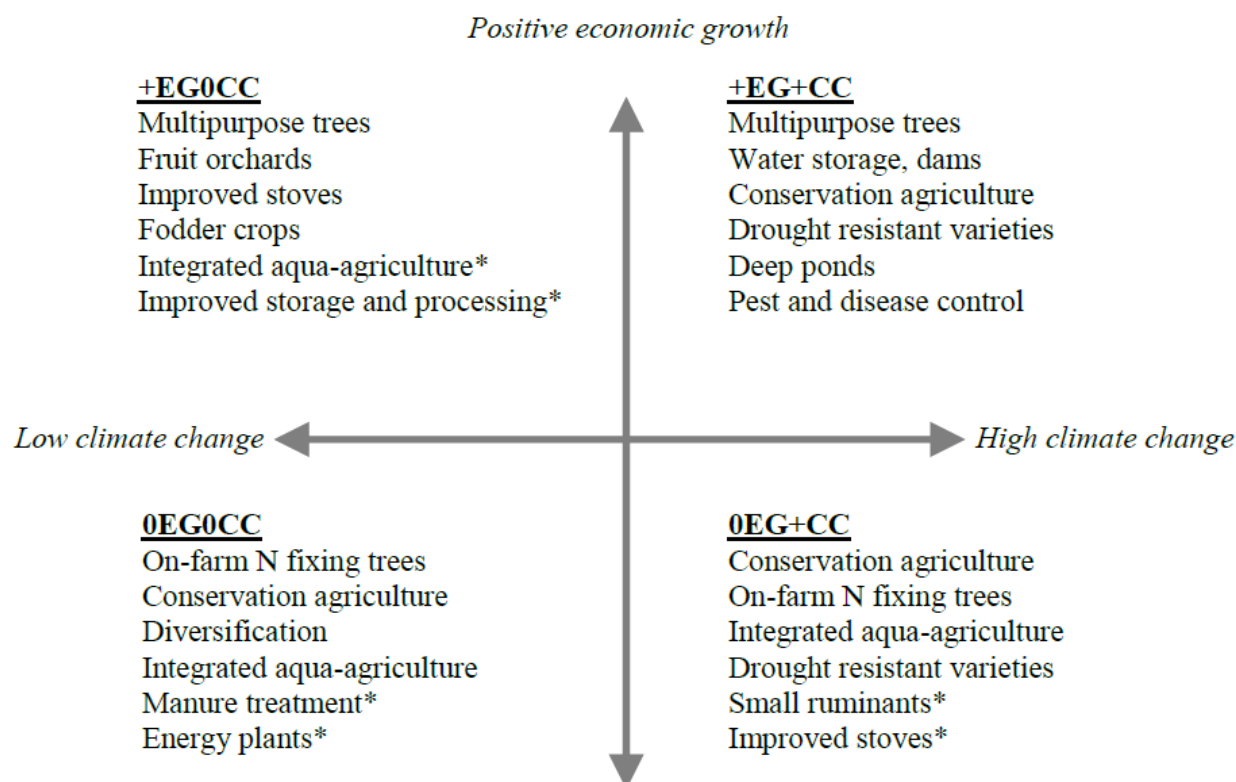 Positive economic growth
+EG0CC
Multipurpose trees
Fruit orchards
Improved stoves
Fodder crops
Integrated aqua-agriculture*
Improved storage and processing*
+EG+CC
Multipurpose trees
Water storage, dams
Conservation agriculture
Drought resistant varieties
Deep ponds
Pest and disease control
Low climate change
High climate change
0EG0CC
On-farm N fixing trees
Conservation agriculture
Diversification
Integrated aqua-agriculture
Manure treatment*
Energy plants*
0EG+CC
Conservation agriculture
On-farm N fixing trees
Integrated aqua-agriculture
Drought resistant varieties
Small ruminants*
Improved stoves*